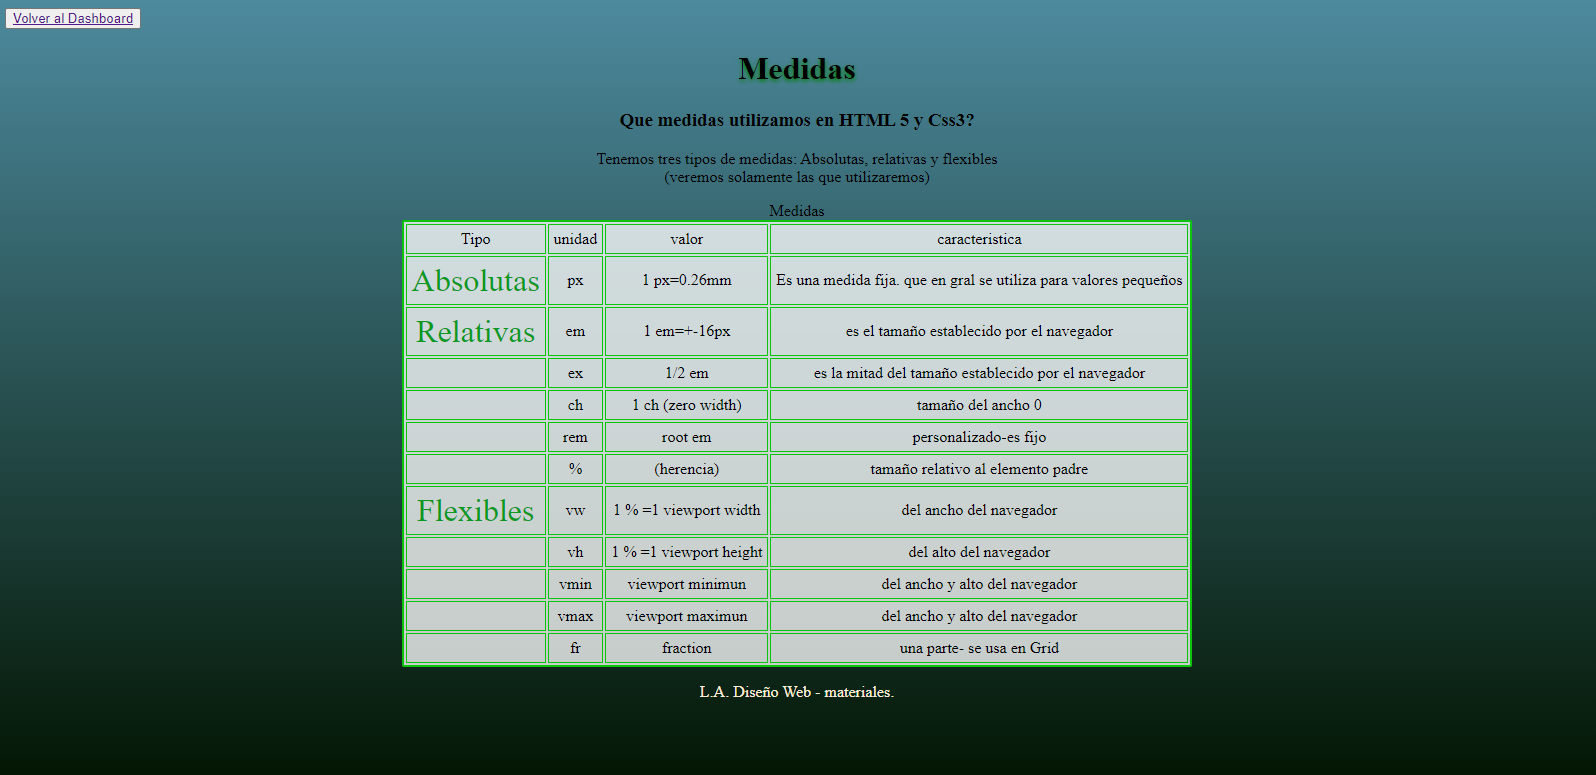 Volver al Dashboard
Medidas
Que medidas utilizamos en HTML 5 y Css3?
Tenemos tres tipos de medidas: Absolutas, relativas y flexibles
(veremos solamente las que utilizaremos)
Medidas
Tipo unidad valor caracteristica
Absolutas px 1 px=0.26mm Es una medida fija. que en gral se utiliza para valores pequeños
Relativas em 1 em=+-16px es el tamaño establecido por el navegador
ex 1/2 em es la mitad del tamaño establecido por el navegador
ch 1 ch (zero width) tamaño del ancho 0
rem root em personalizado-es fijo
% (herencia) tamaño relativo al elemento padre
Flexibles vw 1 % =1 viewport width del ancho del navegador
vh 1 % =1 viewport height del alto del navegador
vmin viewport minimun del ancho y alto del navegador
vmax viewport maximun del ancho y alto del navegador
fr fraction una parte- se usa en Grid
L.A. Diseño Web - materiales.